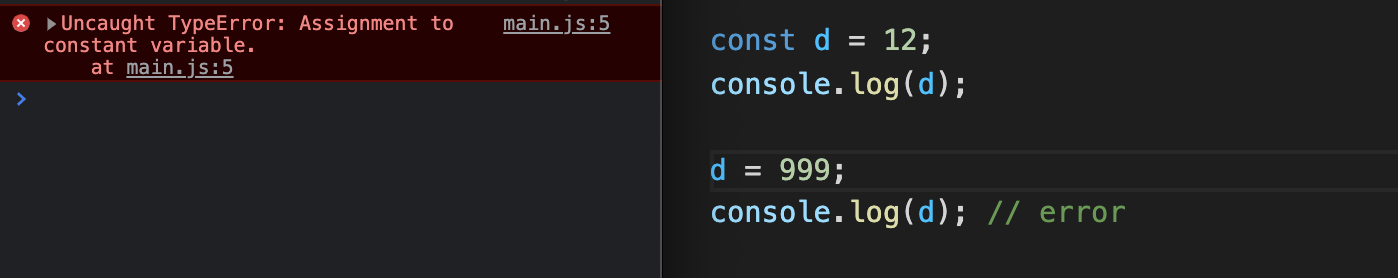 Uncaught TypeError: Assignment to main.js:5
constant variable.
at main.js:5
const d = 12;
console.log(d);
d = 999;
console.log(d); // error